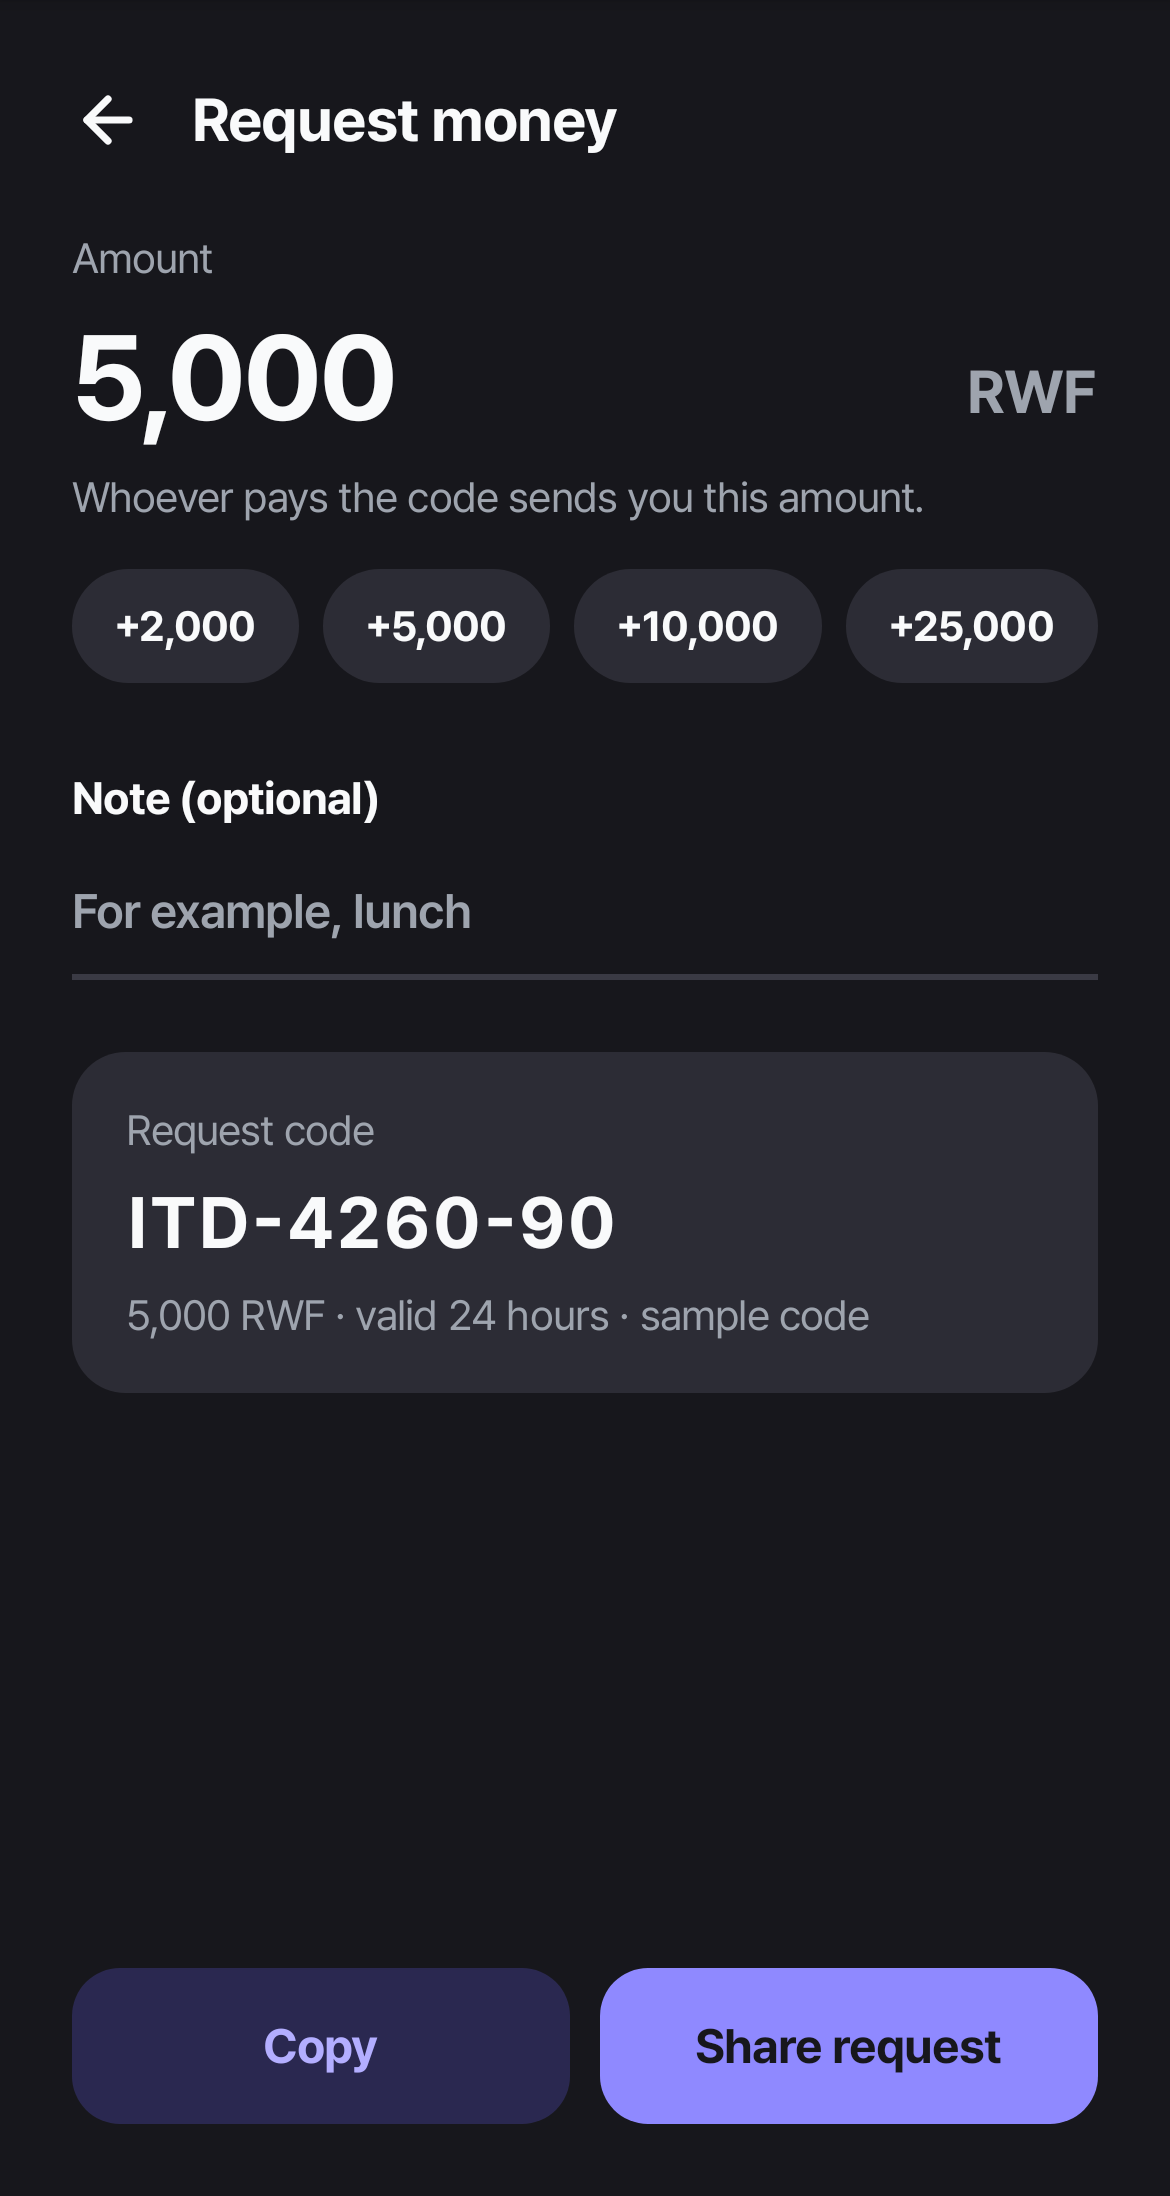 Request money
Amount
5,000 RWF
Whoever pays the code sends you this amount.
+2,000 +5,000 +10,000 +25,000
Note (optional)
For example, lunch
Request code
ITD-4260-90
5,000 RWF · valid 24 hours · sample code
Copy Share request